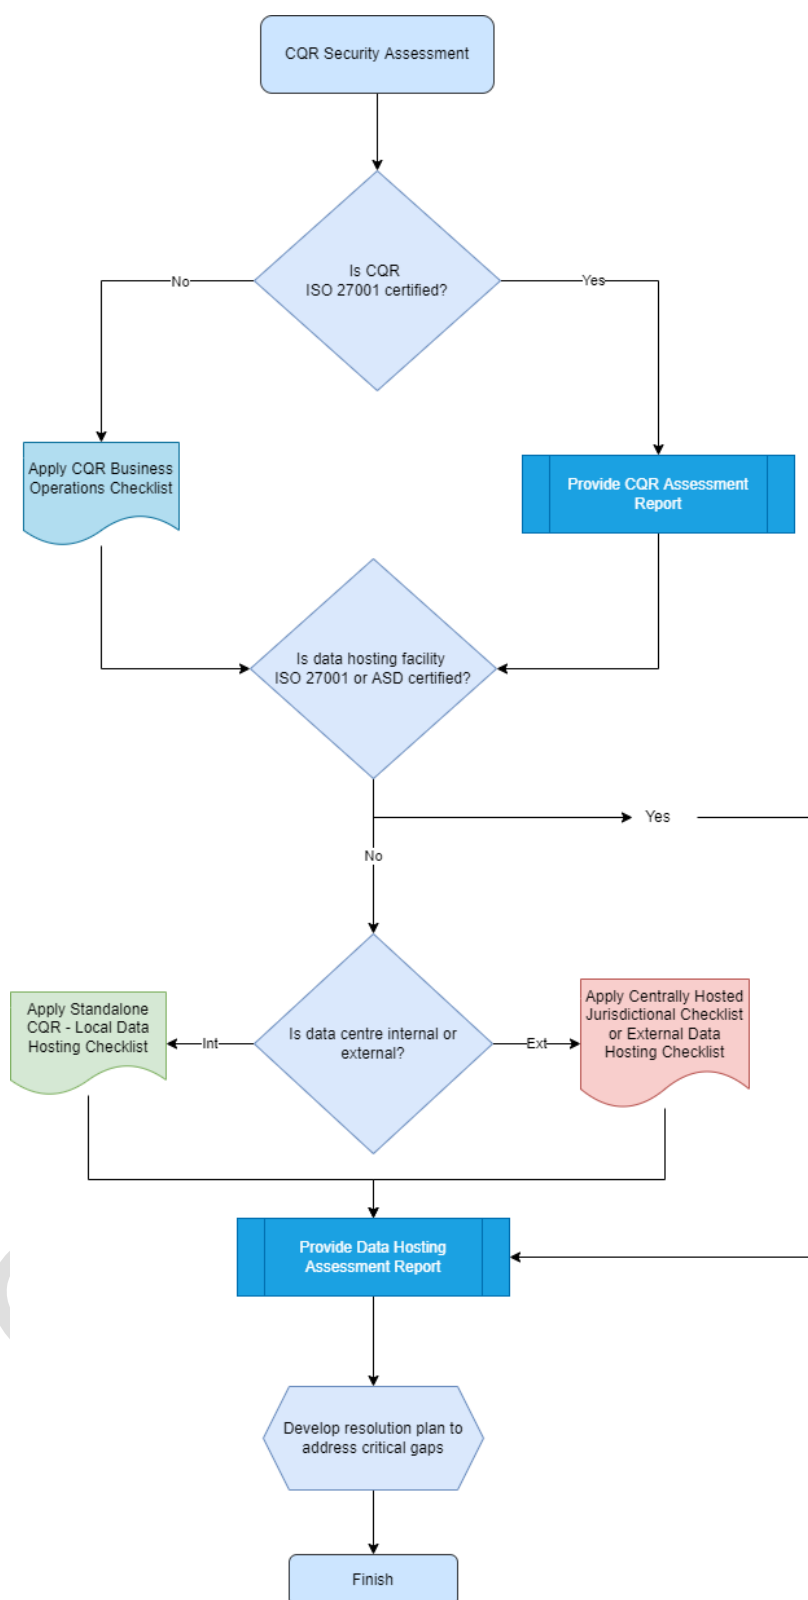 CQR Security Assessment
Is CQR
ISO 27001 certified?
No
Yes
Apply CQR Business
Operations Checklist
Provide CQR Assessment
Report
Is data hosting facility
ISO 27001 or ASD certified?
Yes
No
Is data centre internal or
external?
Int
Ext
Apply Standalone
CQR - Local Data
Hosting Checklist
Apply Centrally Hosted
Jurisdictional Checklist
or External Data
Hosting Checklist
Provide Data Hosting
Assessment Report
Develop resolution plan to
address critical gaps
Finish